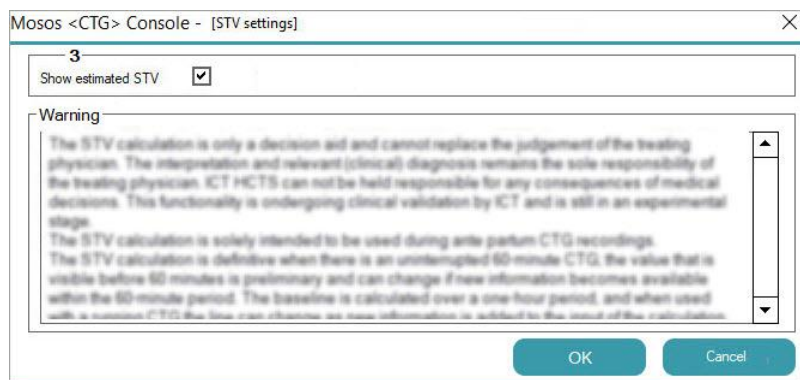 Mosos <CTG> Console - [STV settings]
3
Show estimated STV
Warning
The STV calculation is only a decision aid and cannot replace the judgement of the treating
physician. The interpretation and relevant (clinical) diagnosis remains the sole responsibility of
the treating physician. ICT HCTS can not be held responsible for any consequences of medical
decisions. This functionality is ondergoing clinical validation by ICT and is still in an experimental
stage.
The STV calculation is solely intended to be used during ante partum CTG recordings.
The STV calculation is definitive when there is an uninterrupted 60-minute CTG, the value that is
visible before 60 minutes is preliminary and can change if new information becomes available
within the 60-minute period. The baseline is calculated over a one-hour period, and when used
with a running CTG the line can change as new information is added to the input of the calculation
OK
Cancel